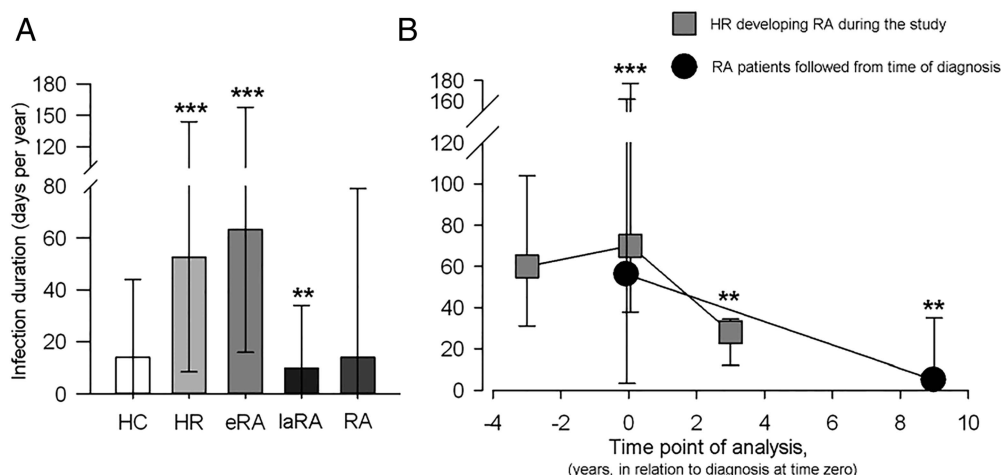 A
Infection duration (days per year)
180
150
120
80
60
40
20
0
***
***
**
HC HR eRA laRA RA
B
HR developing RA during the study
RA patients followed from time of diagnosis
180
160
120
100
80
60
40
20
0
***
**
**
-4 -2 0 2 4 6 8 10
Time point of analysis,
(years, in relation to diagnosis at time zero)